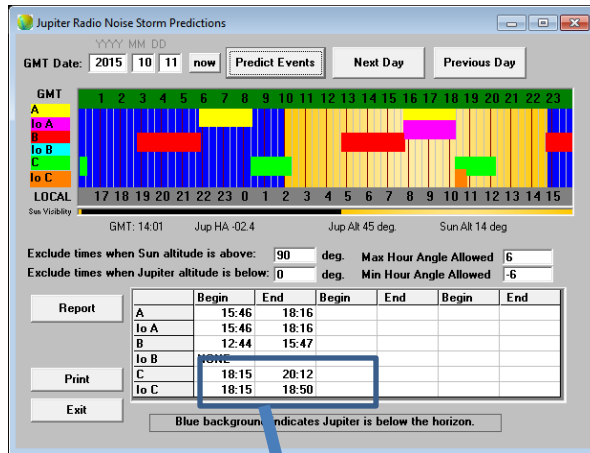 Jupiter Radio Noise Storm Predictions
YYYY MM DD
GMT Date: 2015 10 11 now Predict Events Next Day Previous Day
GMT 1 2 3 4 5 6 7 8 9 10 11 12 13 14 15 16 17 18 19 20 21 22 23
A
Io A
B
Io B
C
Io C
LOCAL 17 18 19 20 21 22 23 0 1 2 3 4 5 6 7 8 9 10 11 12 13 14 15
Sun Visiblity
GMT: 14:01 Jup HA -02.4 Jup Alt 45 deg. Sun Alt 14 deg
Exclude times when Sun altitude is above: 90 deg. Max Hour Angle Allowed 6
Exclude times when Jupiter altitude is below: 0 deg. Min Hour Angle Allowed -6
Report
Begin End Begin End Begin End
A 15:46 18:16
Io A 15:46 18:16
B 12:44 15:47
Io B NONE
Print
C 18:15 20:12
Io C 18:15 18:50
Exit
Blue background indicates Jupiter is below the horizon.